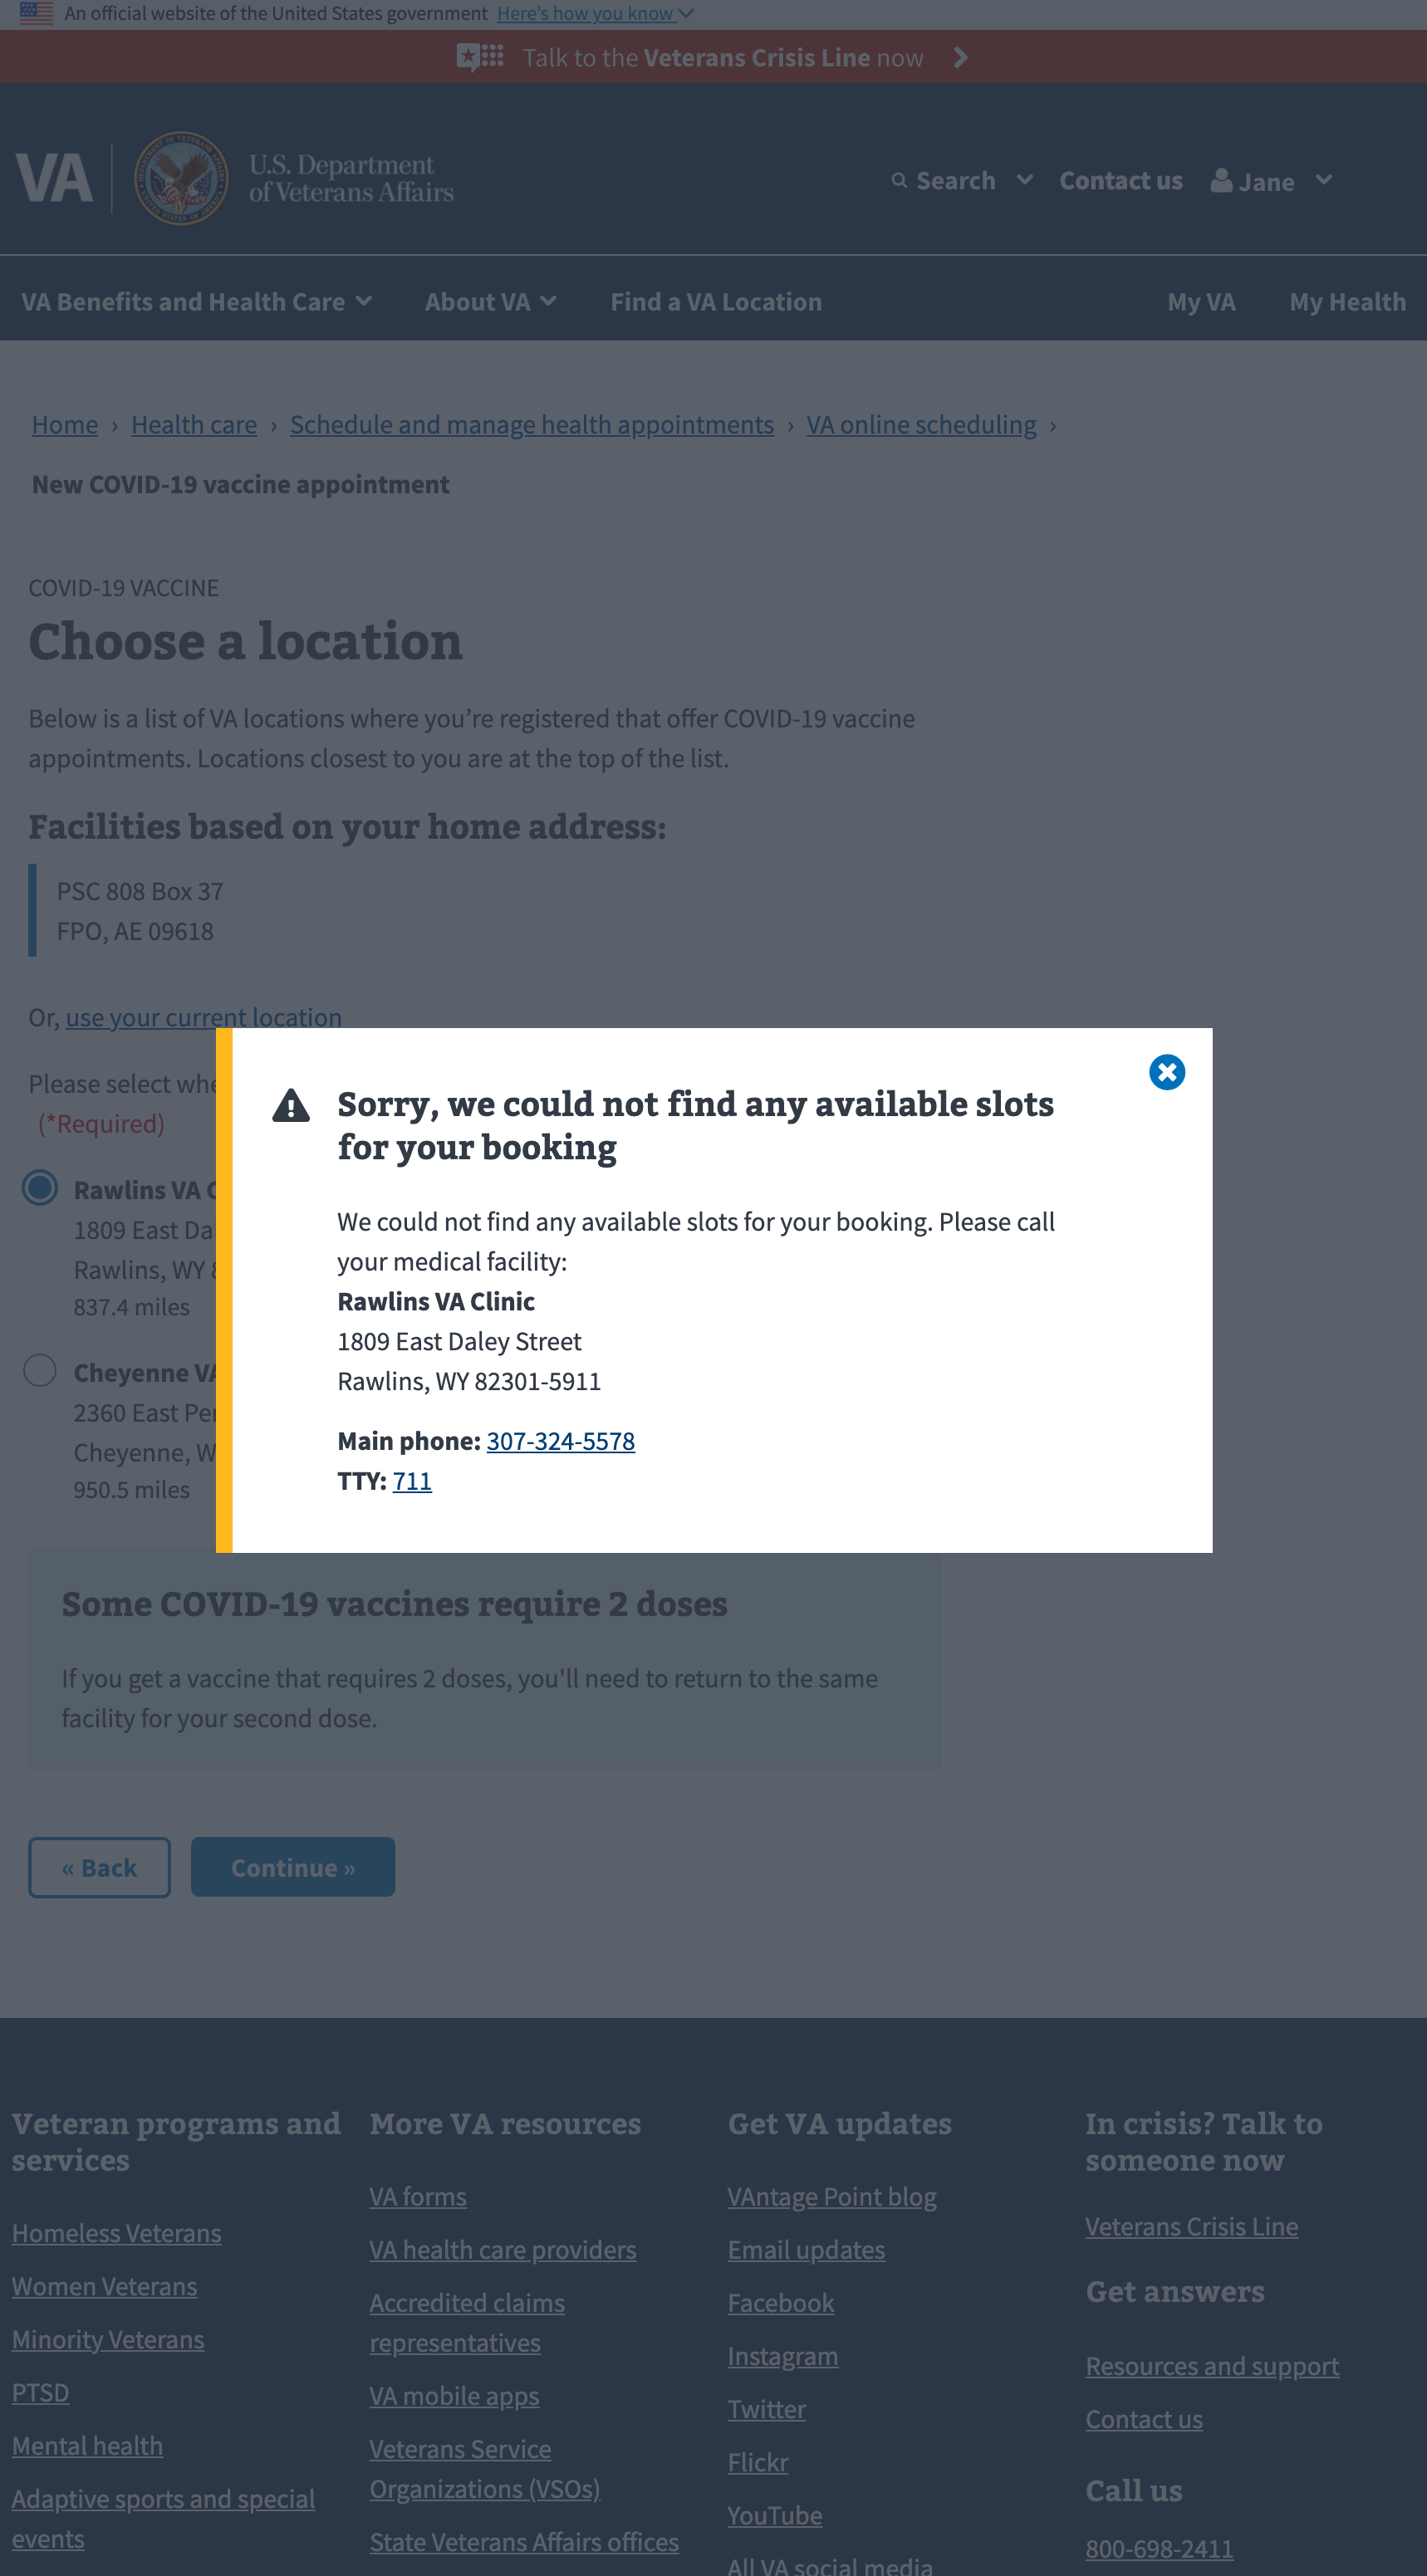 An official website of the United States government Here's how you know
Talk to the Veterans Crisis Line now
VA
U.S. Department
of Veterans Affairs
Search
Contact us
Jane
VA Benefits and Health Care
About VA
Find a VA Location
My VA
My Health
Home › Health care › Schedule and manage health appointments › VA online scheduling ›
New COVID-19 vaccine appointment
COVID-19 VACCINE
Choose a location
Below is a list of VA locations where you’re registered that offer COVID-19 vaccine
appointments. Locations closest to you are at the top of the list.
Facilities based on your home address:
PSC 808 Box 37
FPO, AE 09618
Or, use your current location
Please select
(*Required)
Rawlins VA
1809 East
Rawlins, WY
837.4 miles
Cheyenne
2360 East
Cheyenne,
950.5 miles
Sorry, we could not find any available slots
for your booking
We could not find any available slots for your booking. Please call
your medical facility:
Rawlins VA Clinic
1809 East Daley Street
Rawlins, WY 82301-5911
Main phone: 307-324-5578
TTY: 711
Some COVID-19 vaccines require 2 doses
If you get a vaccine that requires 2 doses, you'll need to return to the same
facility for your second dose.
« Back
Continue »
Veteran programs and
services
Homeless Veterans
Women Veterans
Minority Veterans
PTSD
Mental health
Adaptive sports and special
events
More VA resources
VA forms
VA health care providers
Accredited claims
representatives
VA mobile apps
Veterans Service
Organizations (VSOs)
State Veterans Affairs offices
Get VA updates
VAntage Point blog
Email updates
Facebook
Instagram
Twitter
Flickr
YouTube
All VA social media
In crisis? Talk to
someone now
Veterans Crisis Line
Get answers
Resources and support
Contact us
Call us
800-698-2411